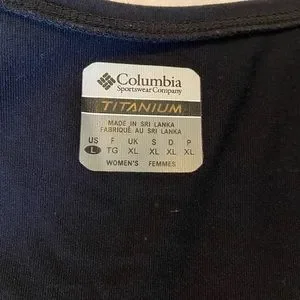 Columbia
Sportswear Company
TITANIUM
MADE IN SRI LANKA
FABRIQUÉ AU SRI LANKA
US F UK S D P
L TG XL XL XL XL
WOMEN'S FEMMES